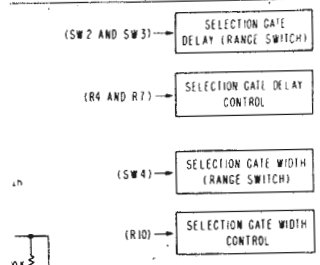 (SW2 AND SW3)
SELECTION GATE
DELAY (RANGE SWITCH)
(R4 AND R7)
SELECTION GATE DELAY
CONTROL
(SW4)
SELECTION GATE WIDTH
(RANGE SWITCH)
(R10)
SELECTION GATE WIDTH
CONTROL